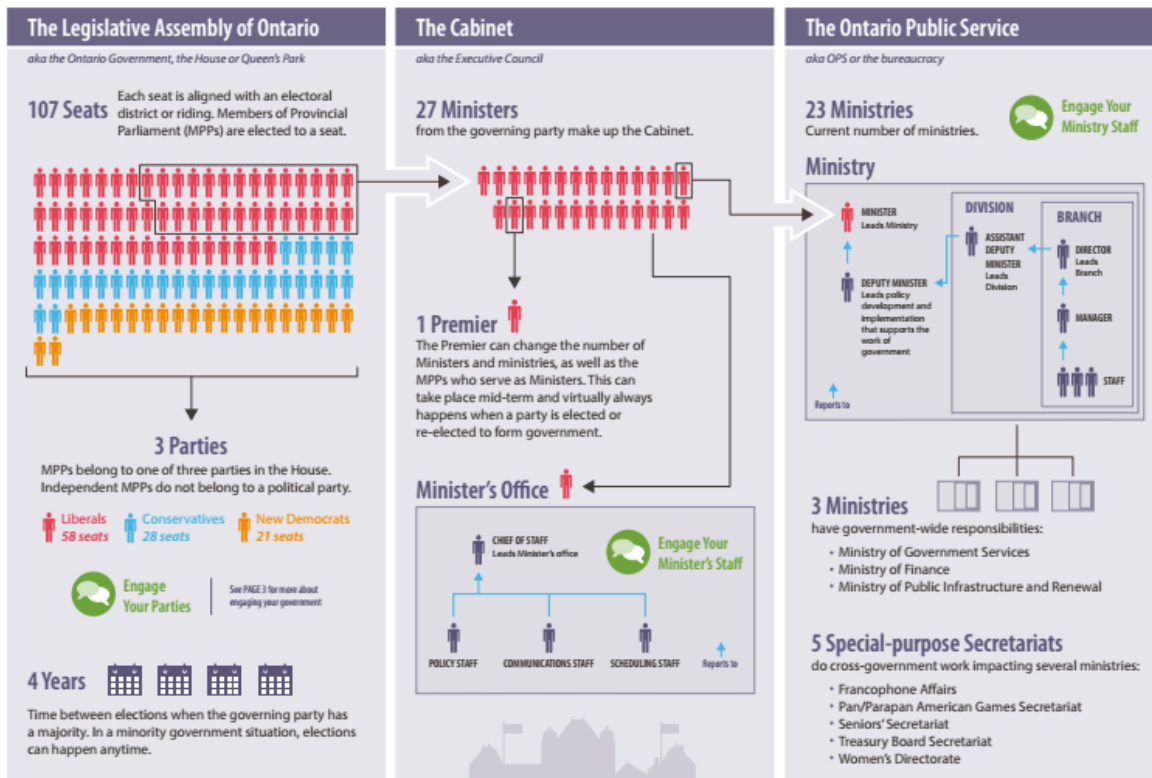 The Legislative Assembly of Ontario
aka the Ontario Government, the House or Queen's Park
107 Seats
Each seat is aligned with an electoral
district or riding. Members of Provincial
Parliament (MPPs) are elected to a seat.
3 Parties
MPPs belong to one of three parties in the House.
Independent MPPs do not belong to a political party.
Liberals
58 seats
Conservatives
28 seats
New Democrats
21 seats
Engage
Your Parties
See PAGE 3 for more about
engaging your government
4 Years
Time between elections when the governing party has
a majority. In a minority government situation, elections
can happen anytime.
The Cabinet
aka the Executive Council
27 Ministers
from the governing party make up the Cabinet.
1 Premier
The Premier can change the number of
Ministers and ministries, as well as the
MPPs who serve as Ministers. This can
take place mid-term and virtually always
happens when a party is elected or
re-elected to form government.
Minister's Office
CHIEF OF STAFF
Leads Minister's office
Engage Your
Minister's Staff
POLICY STAFF
COMMUNICATIONS STAFF
SCHEDULING STAFF
Reports to
The Ontario Public Service
aka OPS or the bureaucracy
23 Ministries
Current number of ministries.
Engage Your
Ministry Staff
Ministry
MINISTER
Leads Ministry
DEPUTY MINISTER
Leads policy
development and
implementation
that supports the
work of
government
Reports to
DIVISION
ASSISTANT
DEPUTY
MINISTER
Leads
Division
BRANCH
DIRECTOR
Leads
Branch
MANAGER
STAFF
3 Ministries
have government-wide responsibilities:
• Ministry of Government Services
• Ministry of Finance
• Ministry of Public Infrastructure and Renewal
5 Special-purpose Secretariats
do cross-government work impacting several ministries:
• Francophone Affairs
• Pan/Parapan American Games Secretariat
• Seniors' Secretariat
• Treasury Board Secretariat
• Women's Directorate